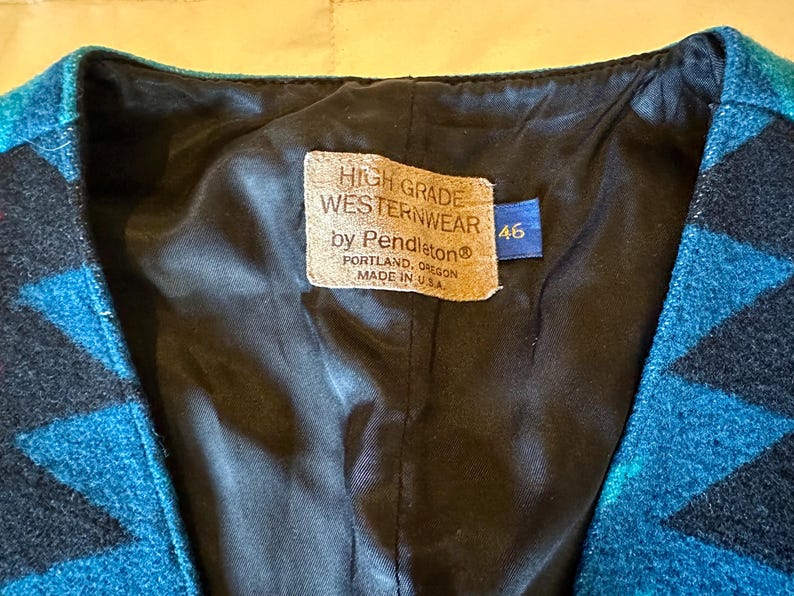 HIGH GRADE
WESTERNWEAR
by Pendleton®
PORTLAND, OREGON
MADE IN U.S.A.
46